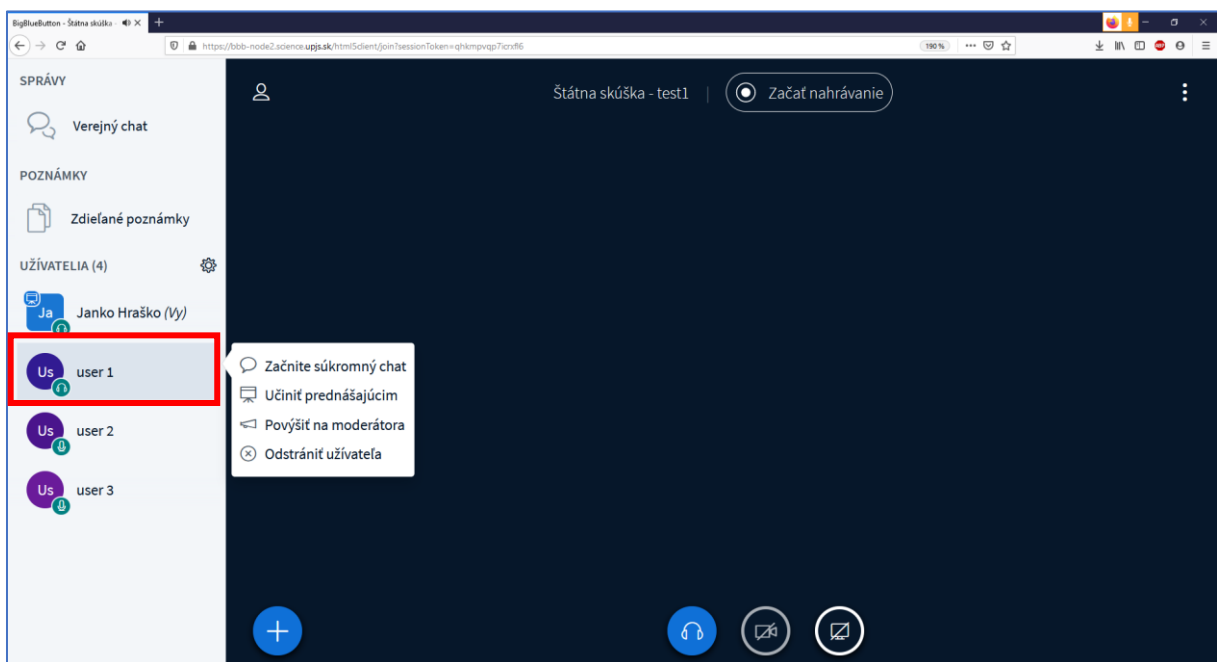 BigBlueButton - Štátna skúška -
https://bbb-node2.science.upjs.sk/html5client/join?sessionToken=qhkmpvqp7icrxfl6
190 %
SPRÁVY
Verejný chat
POZNÁMKY
Zdieľané poznámky
UŽÍVATELIA (4)
Ja
Janko Hraško (Vy)
Us
user 1
Us
user 2
Us
user 3
Štátna skúška - test1
Začať nahrávanie
Začnite súkromný chat
Učiniť prednášajúcim
Povýšiť na moderátora
Odstrániť užívateľa